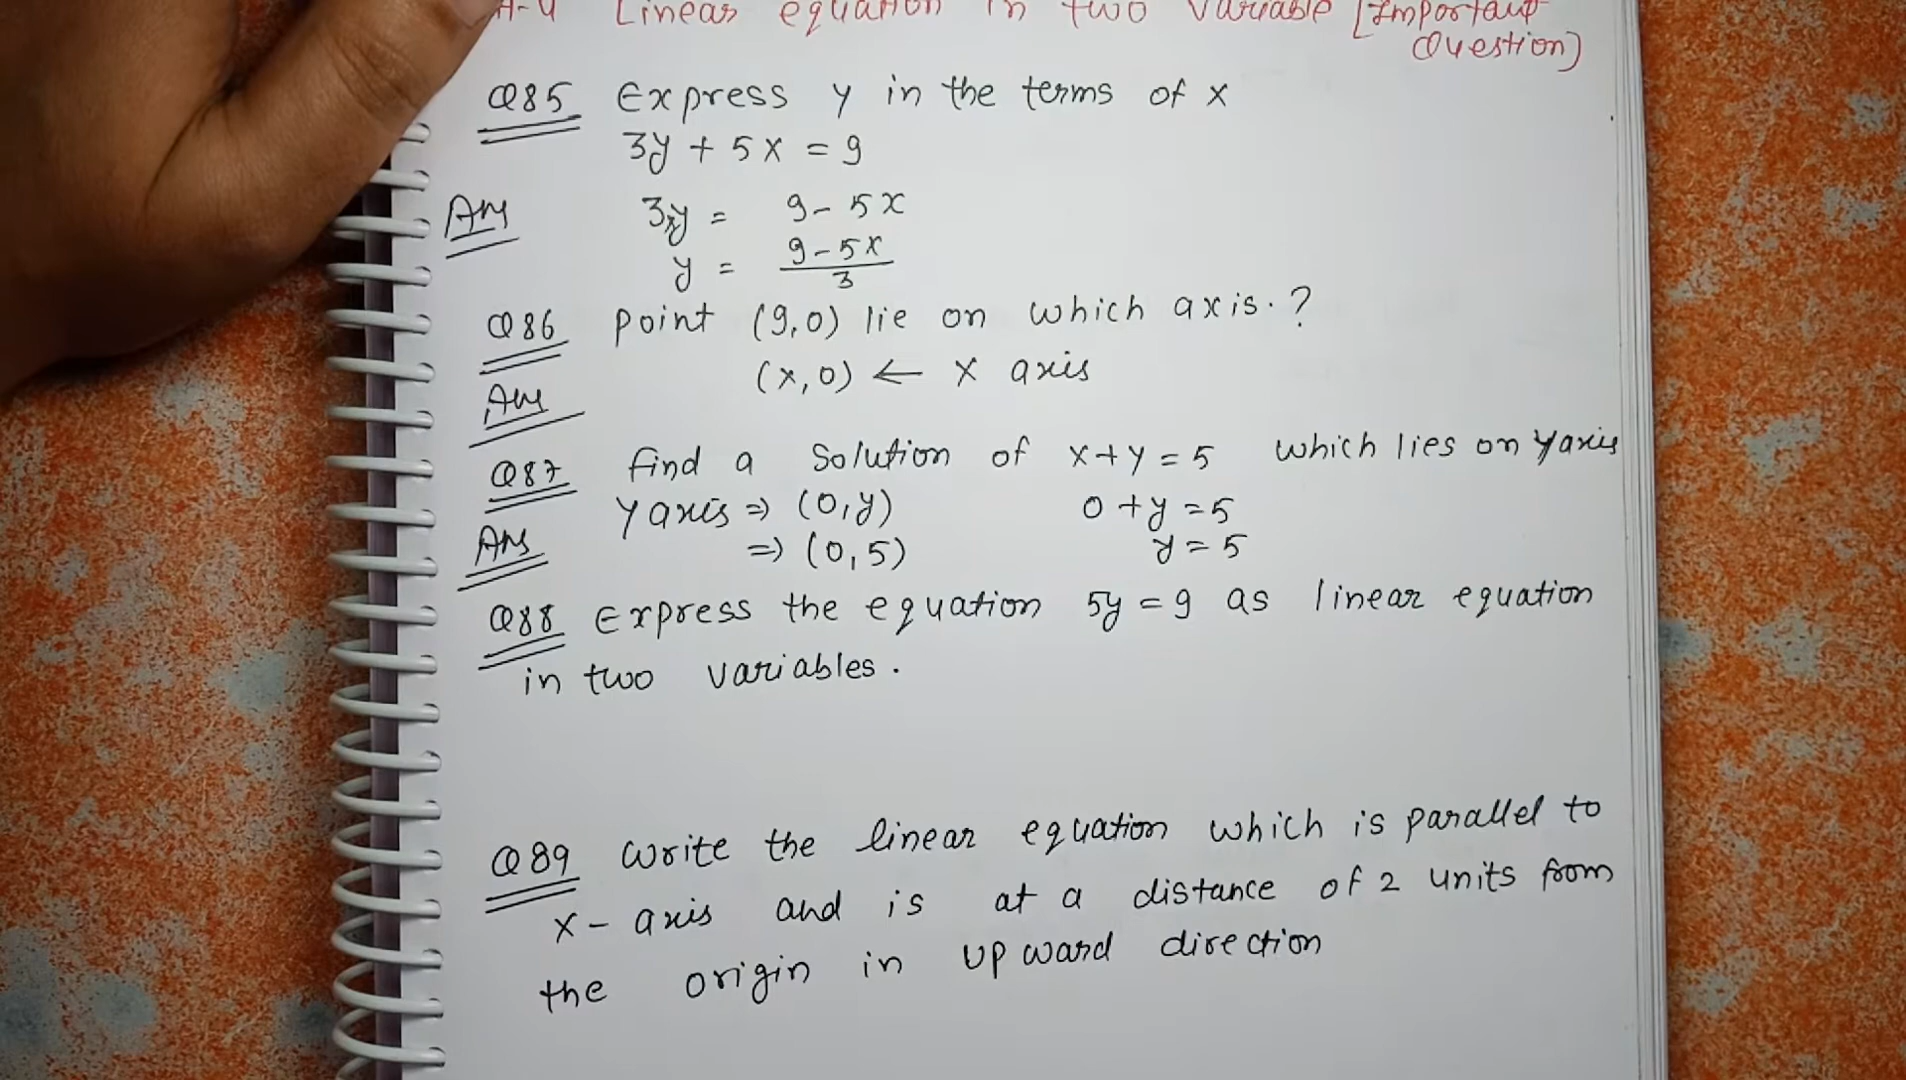 Linear equation in two variable [Important
Question]
Q85 Express y in the terms of x
3y + 5x = 9
Ans 3y = 9 - 5x
y = 9-5x/3
Q86 Point (9,0) lie on which axis.?
(x,0) ← X axis
Ans
Q87 find a Solution of x+y=5 which lies on Y axis
Y axis ⇒ (0,y) 0+y=5
Ans ⇒ (0,5) y=5
Q88 Express the equation 5y=9 as linear equation
in two variables.
Q89 Write the linear equation which is parallel to
X-axis and is at a distance of 2 units from
the origin in upward direction